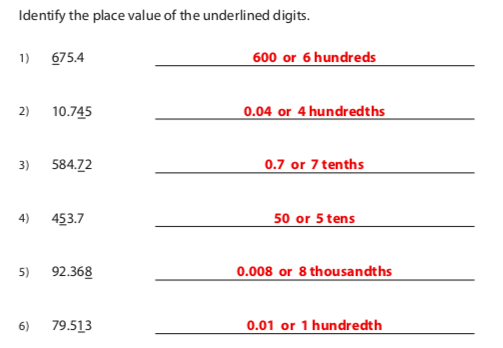 Identify the place value of the underlined digits.
1) 675.4 600 or 6 hundreds
2) 10.745 0.04 or 4 hundredths
3) 584.72 0.7 or 7 tenths
4) 453.7 50 or 5 tens
5) 92.368 0.008 or 8 thousandths
6) 79.513 0.01 or 1 hundredth